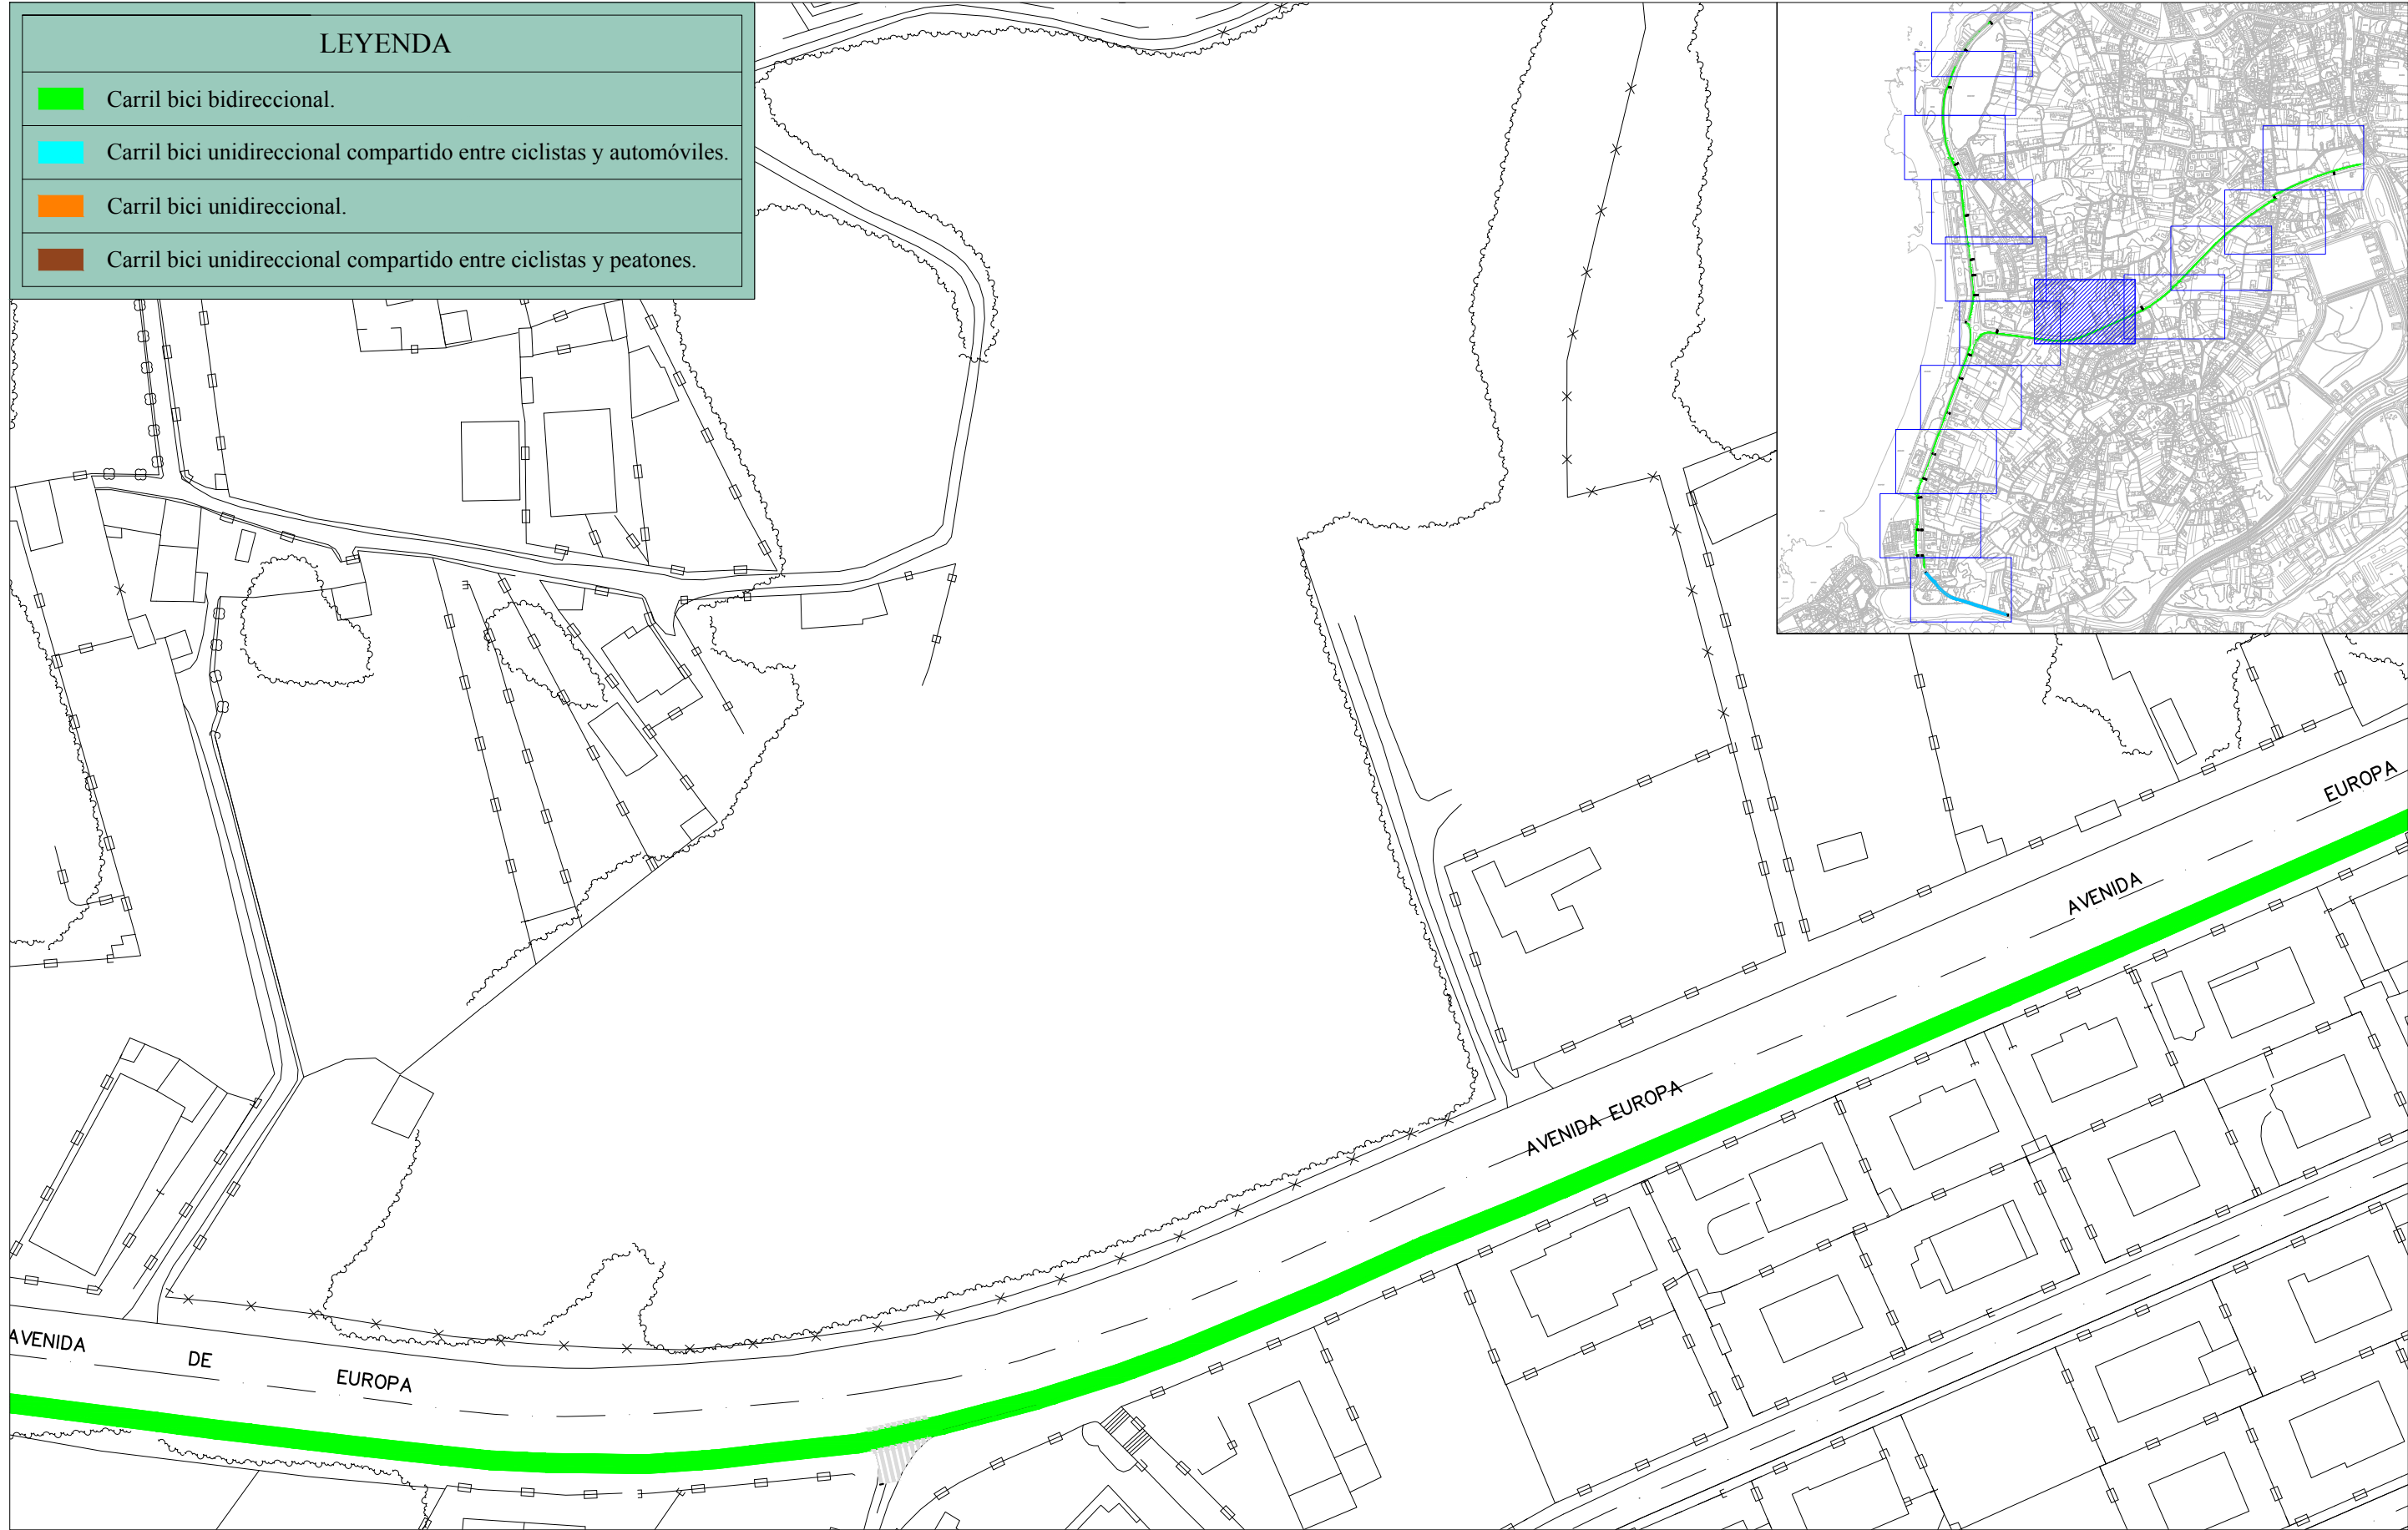 LEYENDA
Carril bici bidireccional.
Carril bici unidireccional compartido entre ciclistas y automóviles.
Carril bici unidireccional.
Carril bici unidireccional compartido entre ciclistas y peatones.
EUROPA
AVENIDA
AVENIDA EUROPA
AVENIDA DE EUROPA